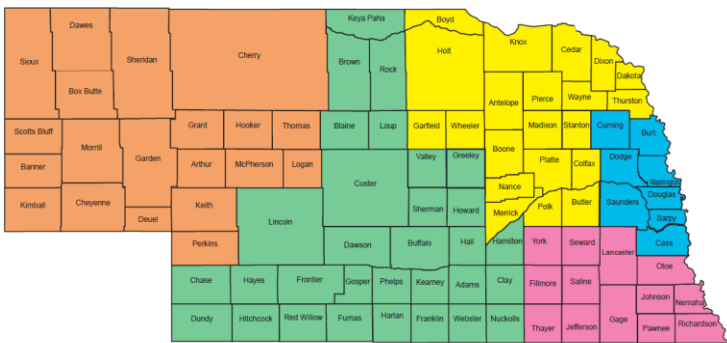 Keya Paha
Boyd
Dawes
Sioux
Sheridan
Cherry
Brown
Rock
Holt
Knox
Cedar
Dixon
Dakota
Box Butte
Antelope
Pierce
Wayne
Thurston
Scotts Bluff
Morrill
Garden
Grant
Hooker
Thomas
Blaine
Loup
Garfield
Wheeler
Madison
Stanton
Cuming
Burt
Banner
Arthur
McPherson
Logan
Custer
Valley
Greeley
Boone
Platte
Colfax
Dodge
Washington
Kimball
Cheyenne
Deuel
Keith
Lincoln
Sherman
Howard
Nance
Merrick
Polk
Butler
Saunders
Douglas
Sarpy
Perkins
Dawson
Buffalo
Hall
Hamilton
York
Seward
Lancaster
Cass
Otoe
Chase
Hayes
Frontier
Gosper
Phelps
Kearney
Adams
Clay
Fillmore
Saline
Johnson
Nemaha
Dundy
Hitchcock
Red Willow
Furnas
Harlan
Franklin
Webster
Nuckolls
Thayer
Jefferson
Gage
Pawnee
Richardson